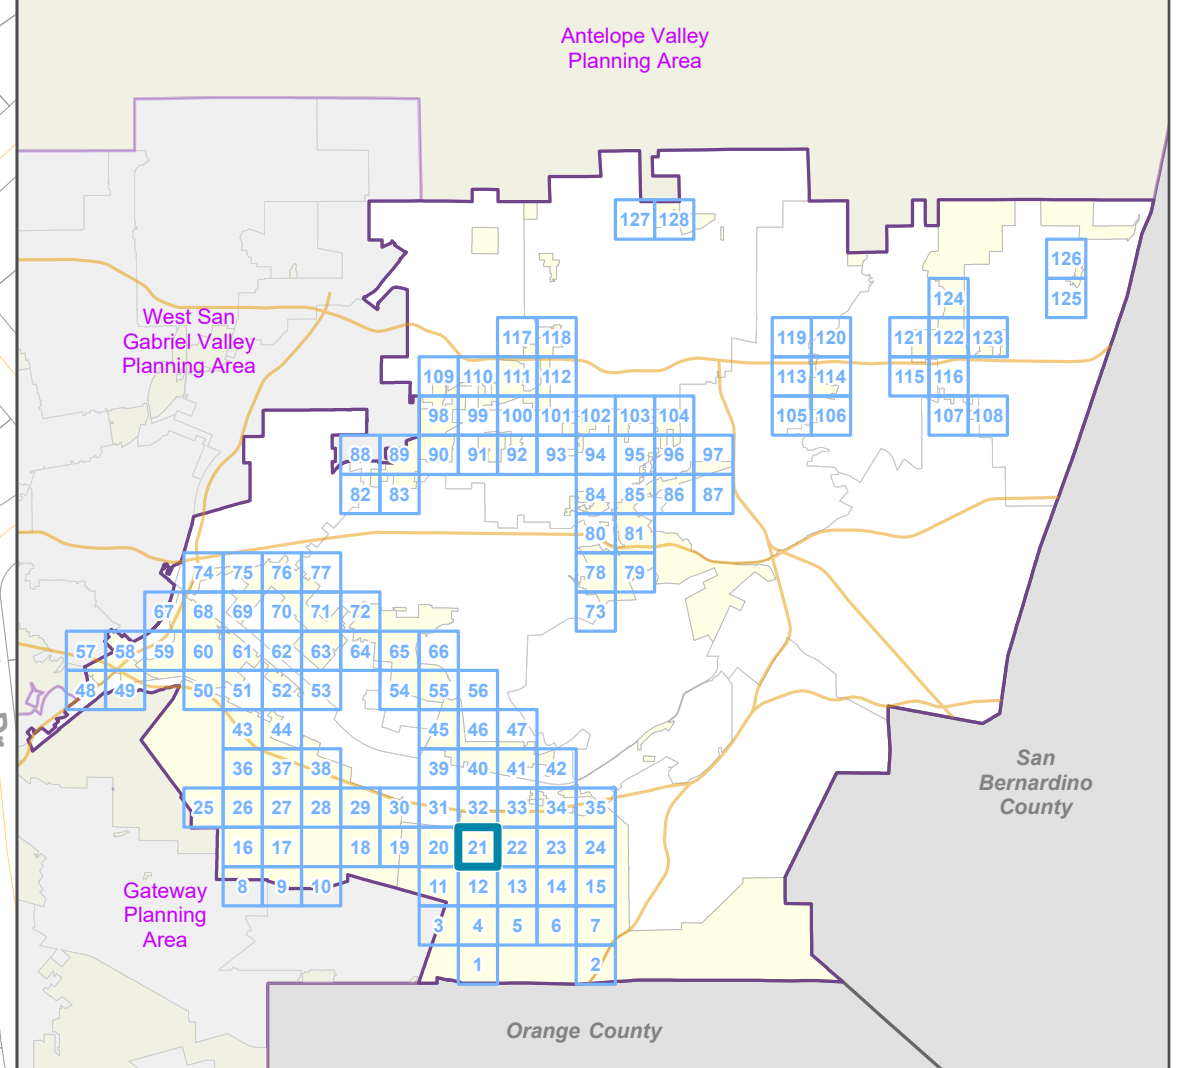 Antelope Valley
Planning Area
127 128
126
125
124
West San
Gabriel Valley
Planning Area
117 118 119 120 121 122 123
109 110 111 112 113 114 115 116
98 99 100 101 102 103 104 105 106 107 108
88 89 90 91 92 93 94 95 96 97
82 83 84 85 86 87
80 81
74 75 76 77 78 79
67 68 69 70 71 72 73
57 58 59 60 61 62 63 64 65 66
48 49 50 51 52 53 54 55 56
43 44 45 46 47
36 37 38 39 40 41 42
San
Bernardino
County
25 26 27 28 29 30 31 32 33 34 35
16 17 18 19 20 21 22 23 24
8 9 10 11 12 13 14 15
Gateway
Planning
Area
3 4 5 6 7
1 2
Orange County